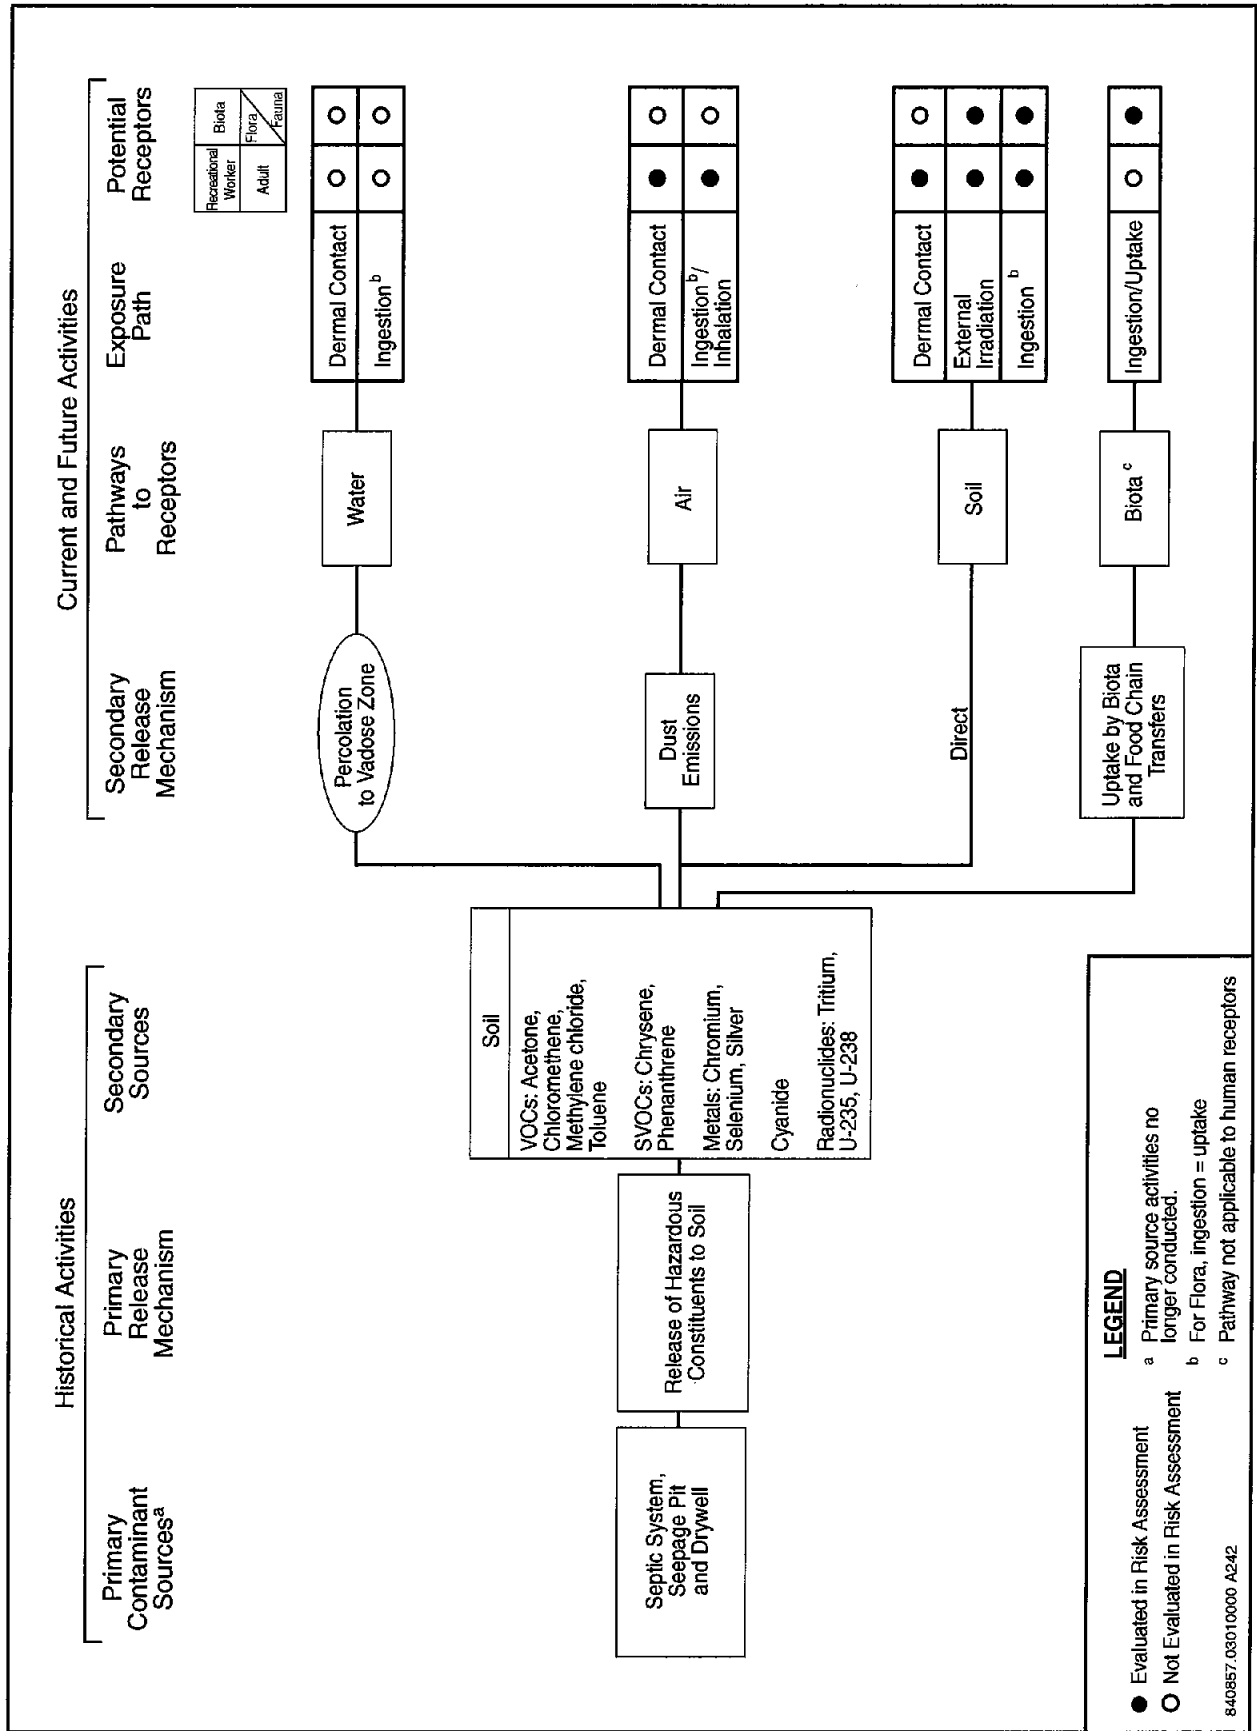 Historical Activities
Current and Future Activities
Primary
Contaminant
Sourcesᵃ
Primary
Release
Mechanism
Secondary
Sources
Secondary
Release
Mechanism
Pathways
to
Receptors
Exposure
Path
Potential
Receptors
Recreational
Worker
Biota
Adult
Flora
Fauna
Septic System,
Seepage Pit
and Drywell
Release of Hazardous
Constituents to Soil
Soil
VOCs: Acetone,
Chloromethene,
Methylene chloride,
Toluene
SVOCs: Chrysene,
Phenanthrene
Metals: Chromium,
Selenium, Silver
Cyanide
Radionuclides: Tritium,
U-235, U-238
Percolation
to Vadose Zone
Water
Dermal Contact
Ingestionᵇ
Dust
Emissions
Air
Dermal Contact
Ingestionᵇ/
Inhalation
Direct
Soil
Dermal Contact
External
Irradiation
Ingestionᵇ
Uptake by Biota
and Food Chain
Transfers
Biotaᶜ
Ingestion/Uptake
LEGEND
● Evaluated in Risk Assessment
○ Not Evaluated in Risk Assessment
a Primary source activities no
longer conducted.
b For Flora, ingestion = uptake
c Pathway not applicable to human receptors
840857.03010000 A242